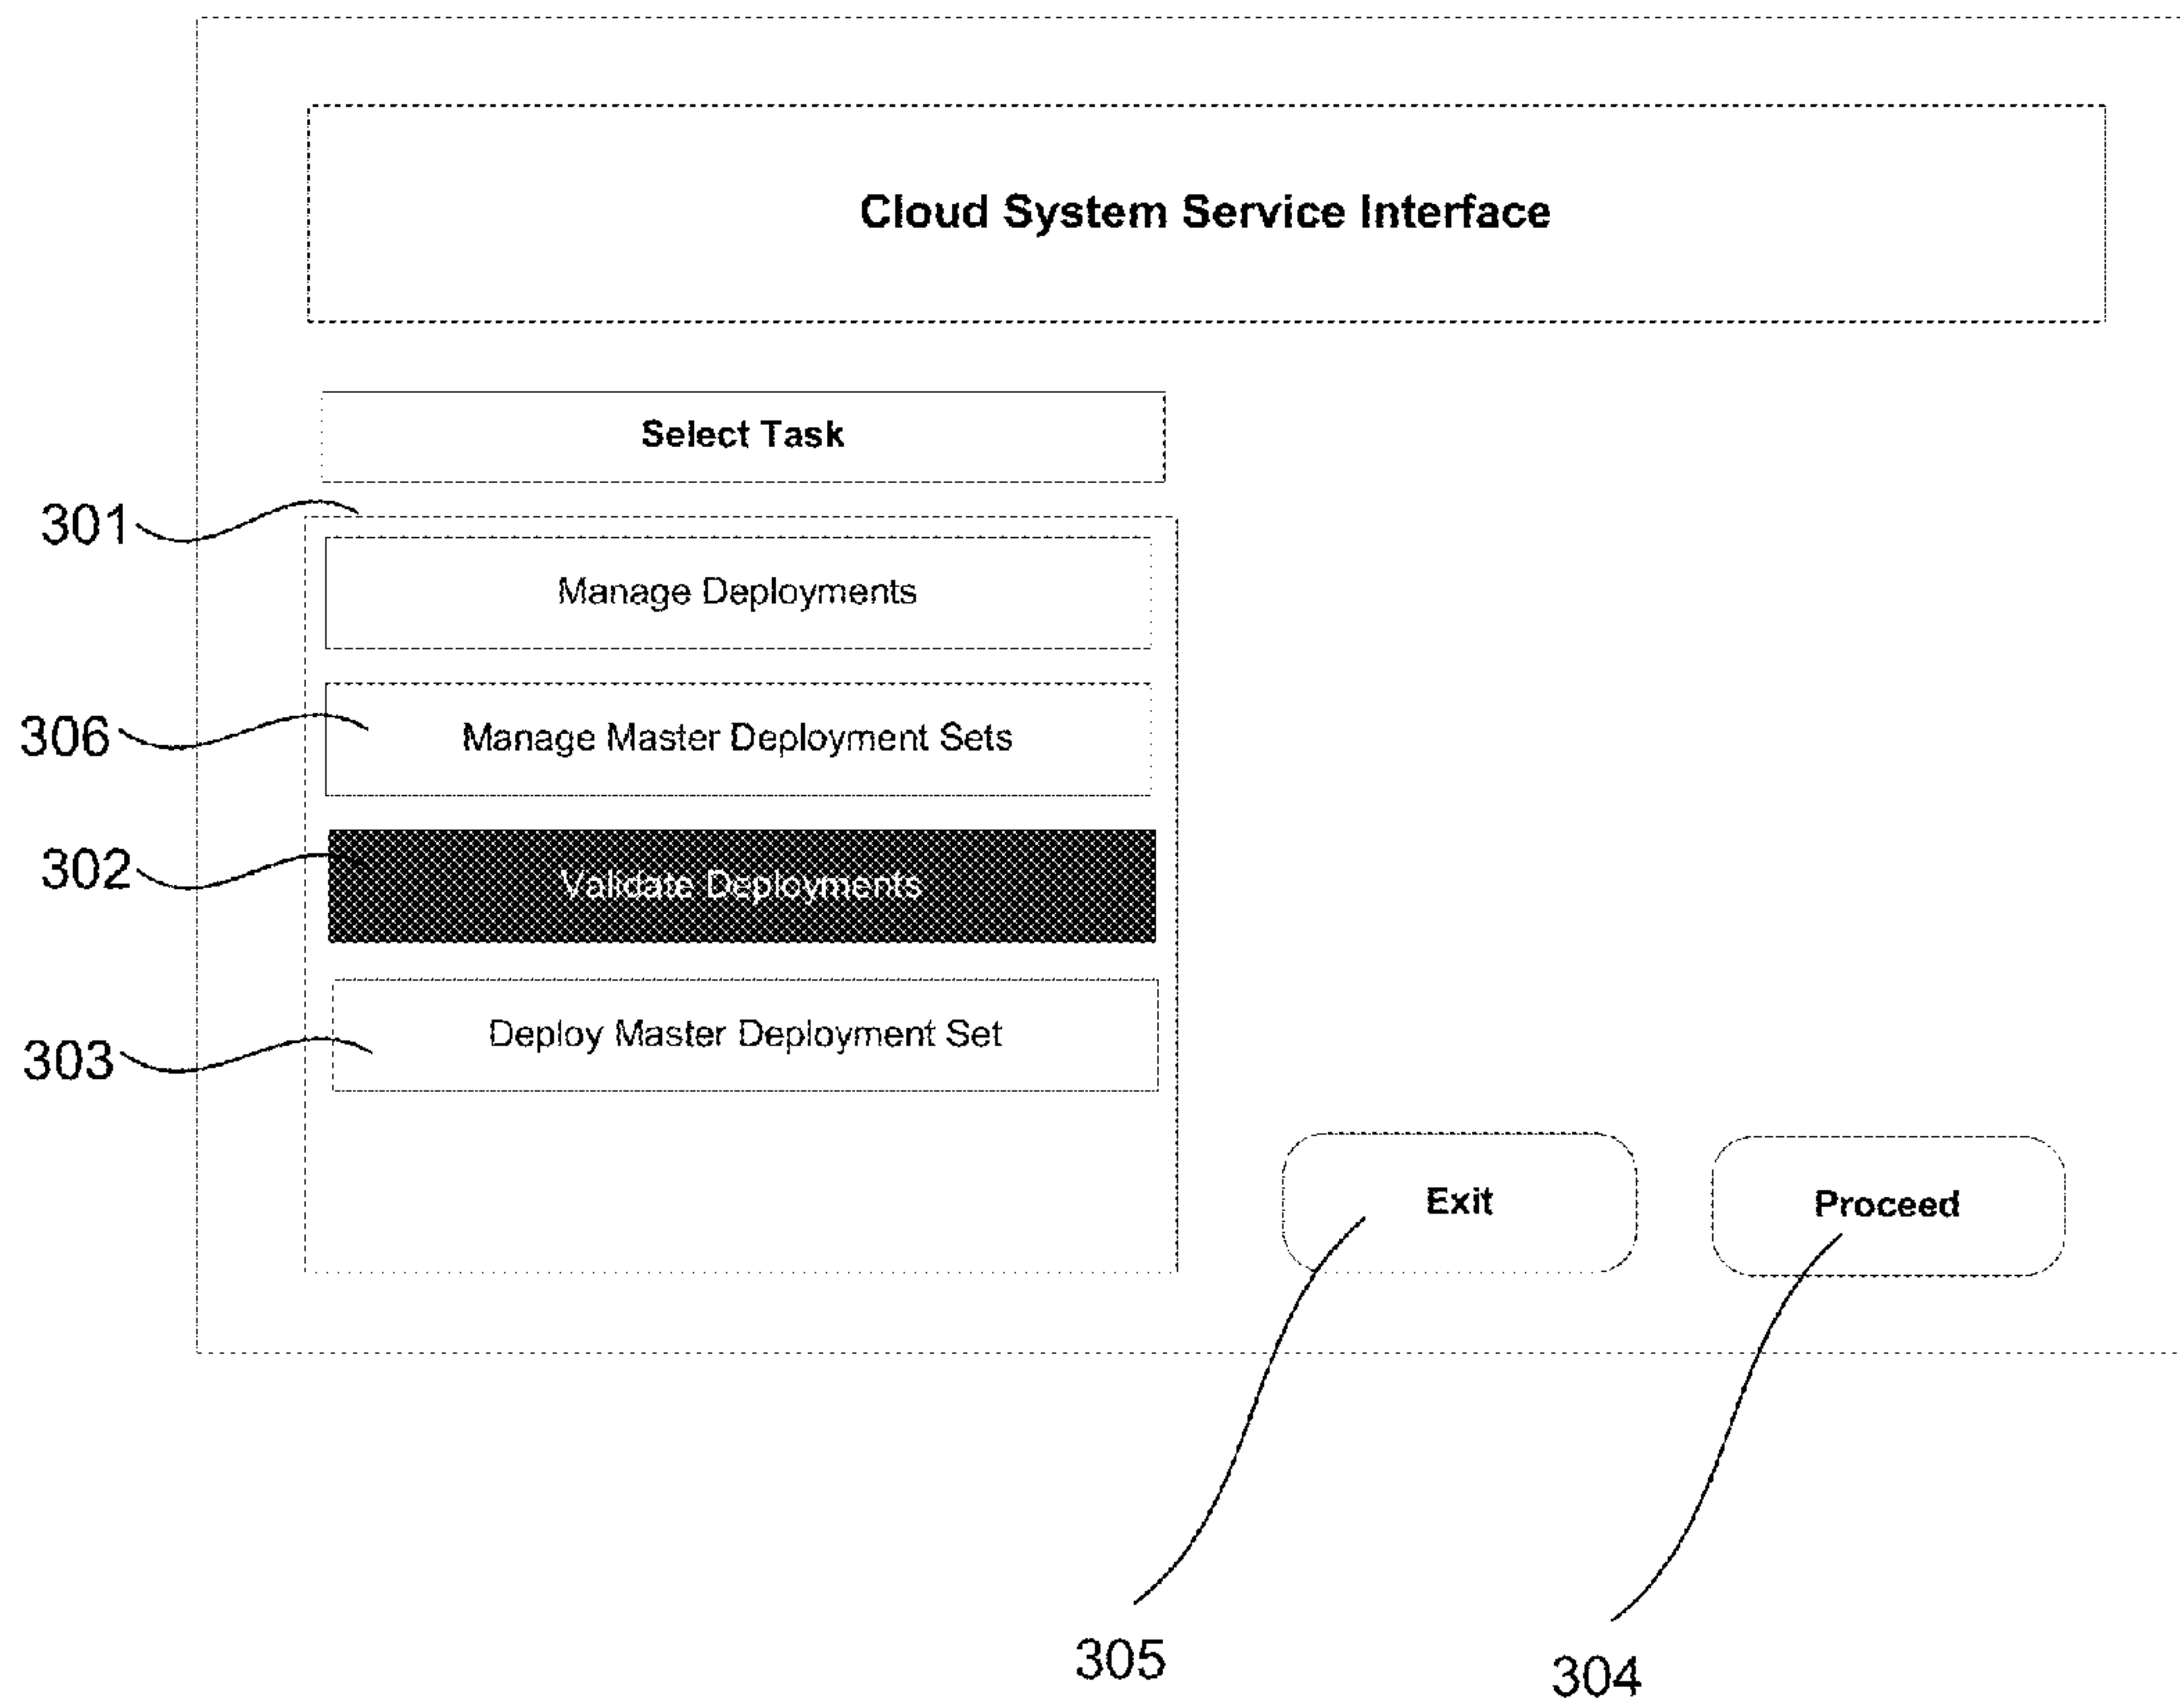 Cloud System Service Interface
Select Task
301
Manage Deployments
306
Manage Master Deployment Sets
302
Validate Deployments
303
Deploy Master Deployment Set
Exit
Proceed
305
304